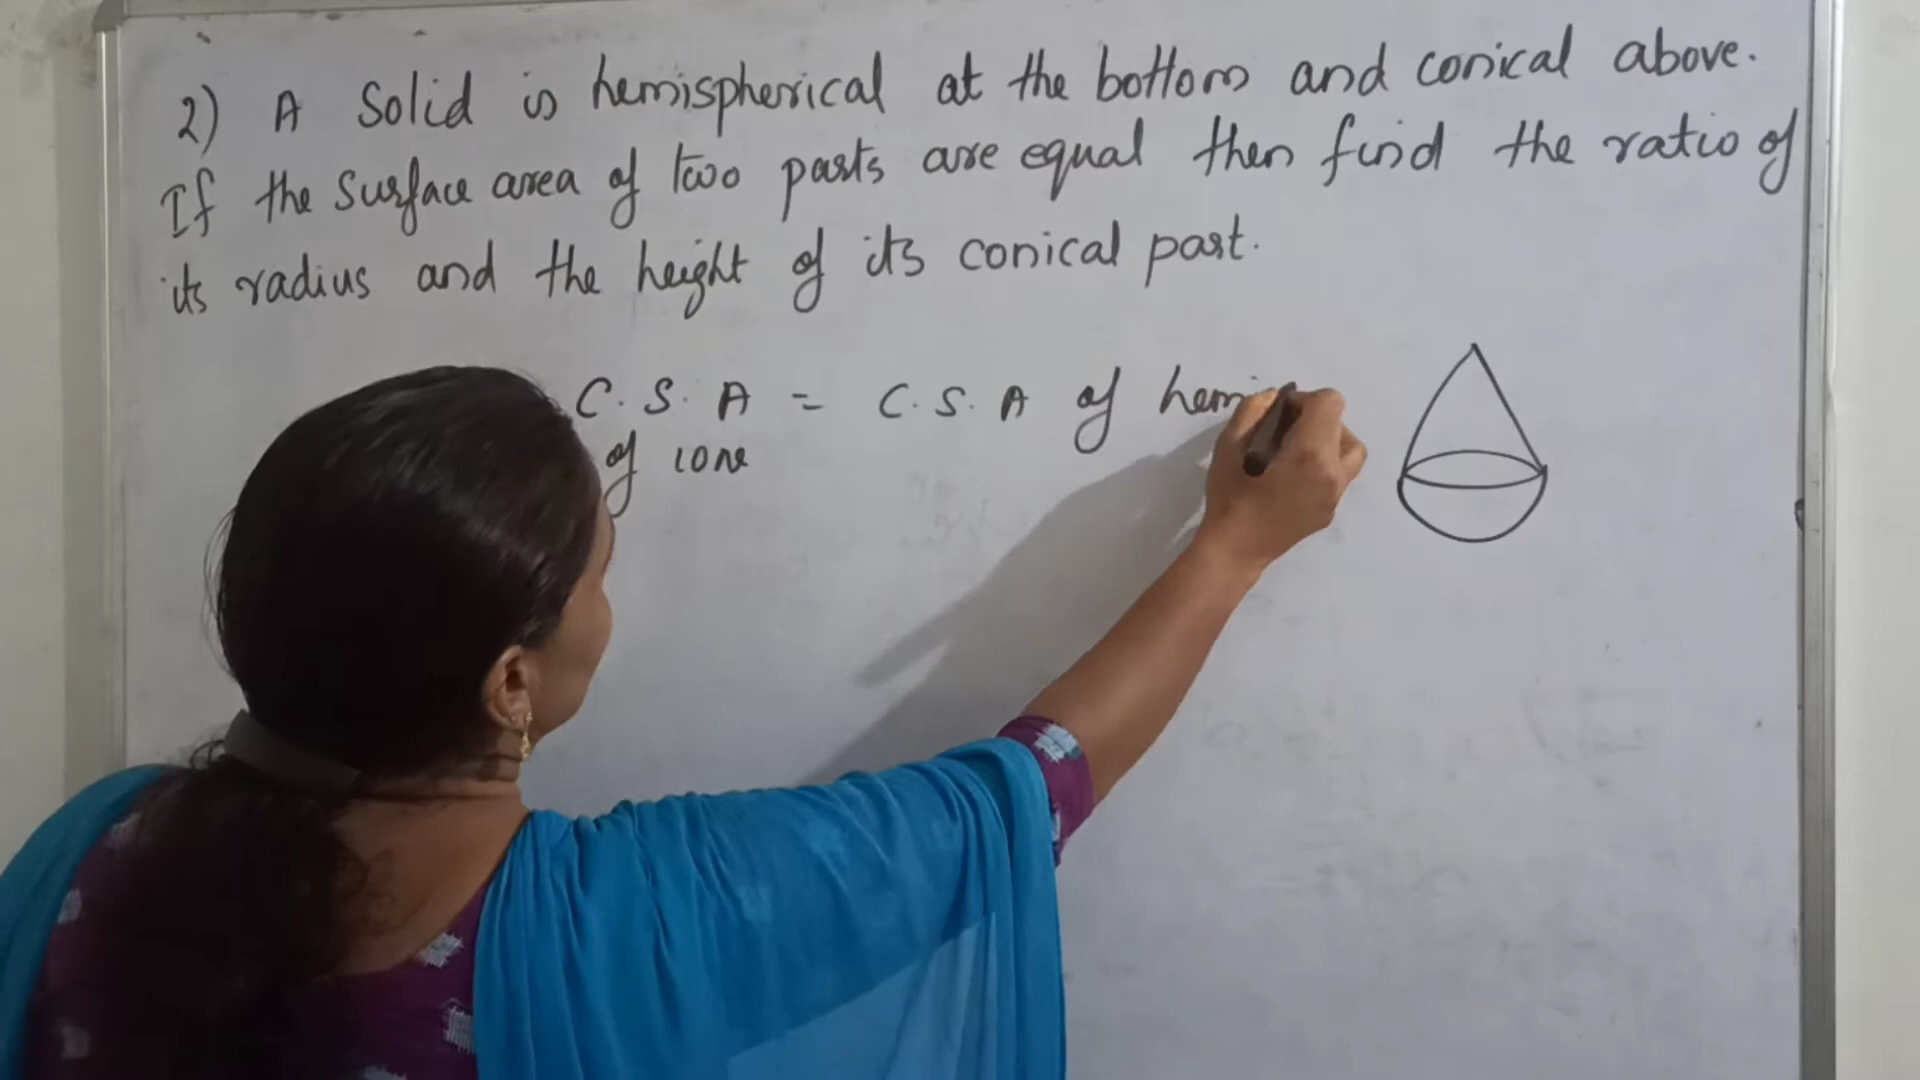 2) A Solid is hemispherical at the bottom and conical above.
If the surface area of two parts are equal then find the ratio of
its radius and the height of its conical part.
C.S.A = C.S.A of hemi
of cone